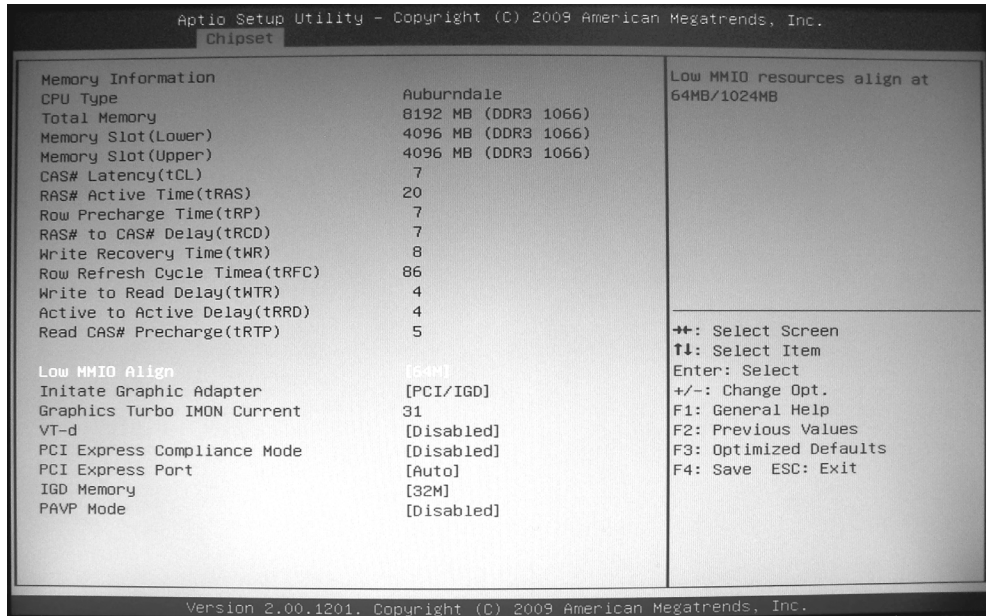 Aptio Setup Utility – Copyright (C) 2009 American Megatrends, Inc.
Chipset
Memory Information
CPU Type Auburndale
Total Memory 8192 MB (DDR3 1066)
Memory Slot(Lower) 4096 MB (DDR3 1066)
Memory Slot(Upper) 4096 MB (DDR3 1066)
CAS# Latency(tCL) 7
RAS# Active Time(tRAS) 20
Row Precharge Time(tRP) 7
RAS# to CAS# Delay(tRCD) 7
Write Recovery Time(tWR) 8
Row Refresh Cycle Timea(tRFC) 86
Write to Read Delay(tWTR) 4
Active to Active Delay(tRRD) 4
Read CAS# Precharge(tRTP) 5
Low MMIO Align [64M]
Initate Graphic Adapter [PCI/IGD]
Graphics Turbo IMON Current 31
VT-d [Disabled]
PCI Express Compliance Mode [Disabled]
PCI Express Port [Auto]
IGD Memory [32M]
PAVP Mode [Disabled]
Low MMIO resources align at
64MB/1024MB
→←: Select Screen
↑↓: Select Item
Enter: Select
+/-: Change Opt.
F1: General Help
F2: Previous Values
F3: Optimized Defaults
F4: Save ESC: Exit
Version 2.00.1201. Copyright (C) 2009 American Megatrends, Inc.